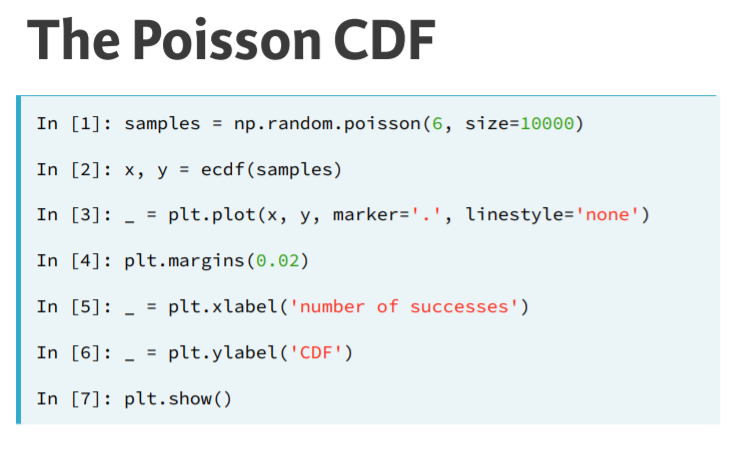 The Poisson CDF
In [1]: samples = np.random.poisson(6, size=10000)
In [2]: x, y = ecdf(samples)
In [3]: _ = plt.plot(x, y, marker='.', linestyle='none')
In [4]: plt.margins(0.02)
In [5]: _ = plt.xlabel('number of successes')
In [6]: _ = plt.ylabel('CDF')
In [7]: plt.show()